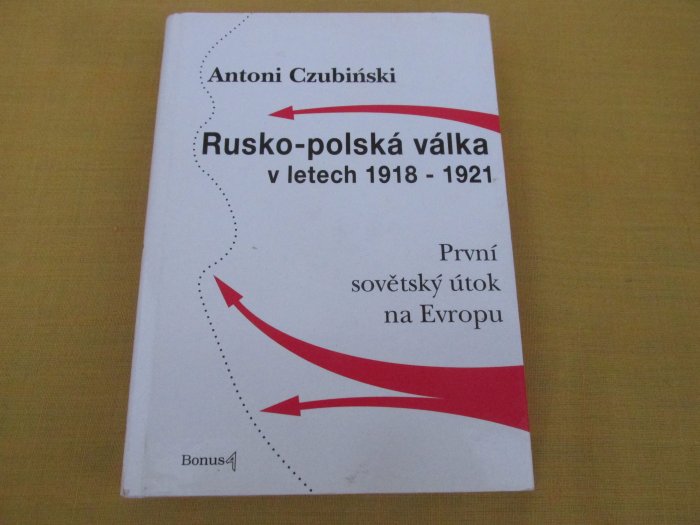 Antoni Czubiński
Rusko-polská válka
v letech 1918 - 1921
První
sovětský útok
na Evropu
Bonus A